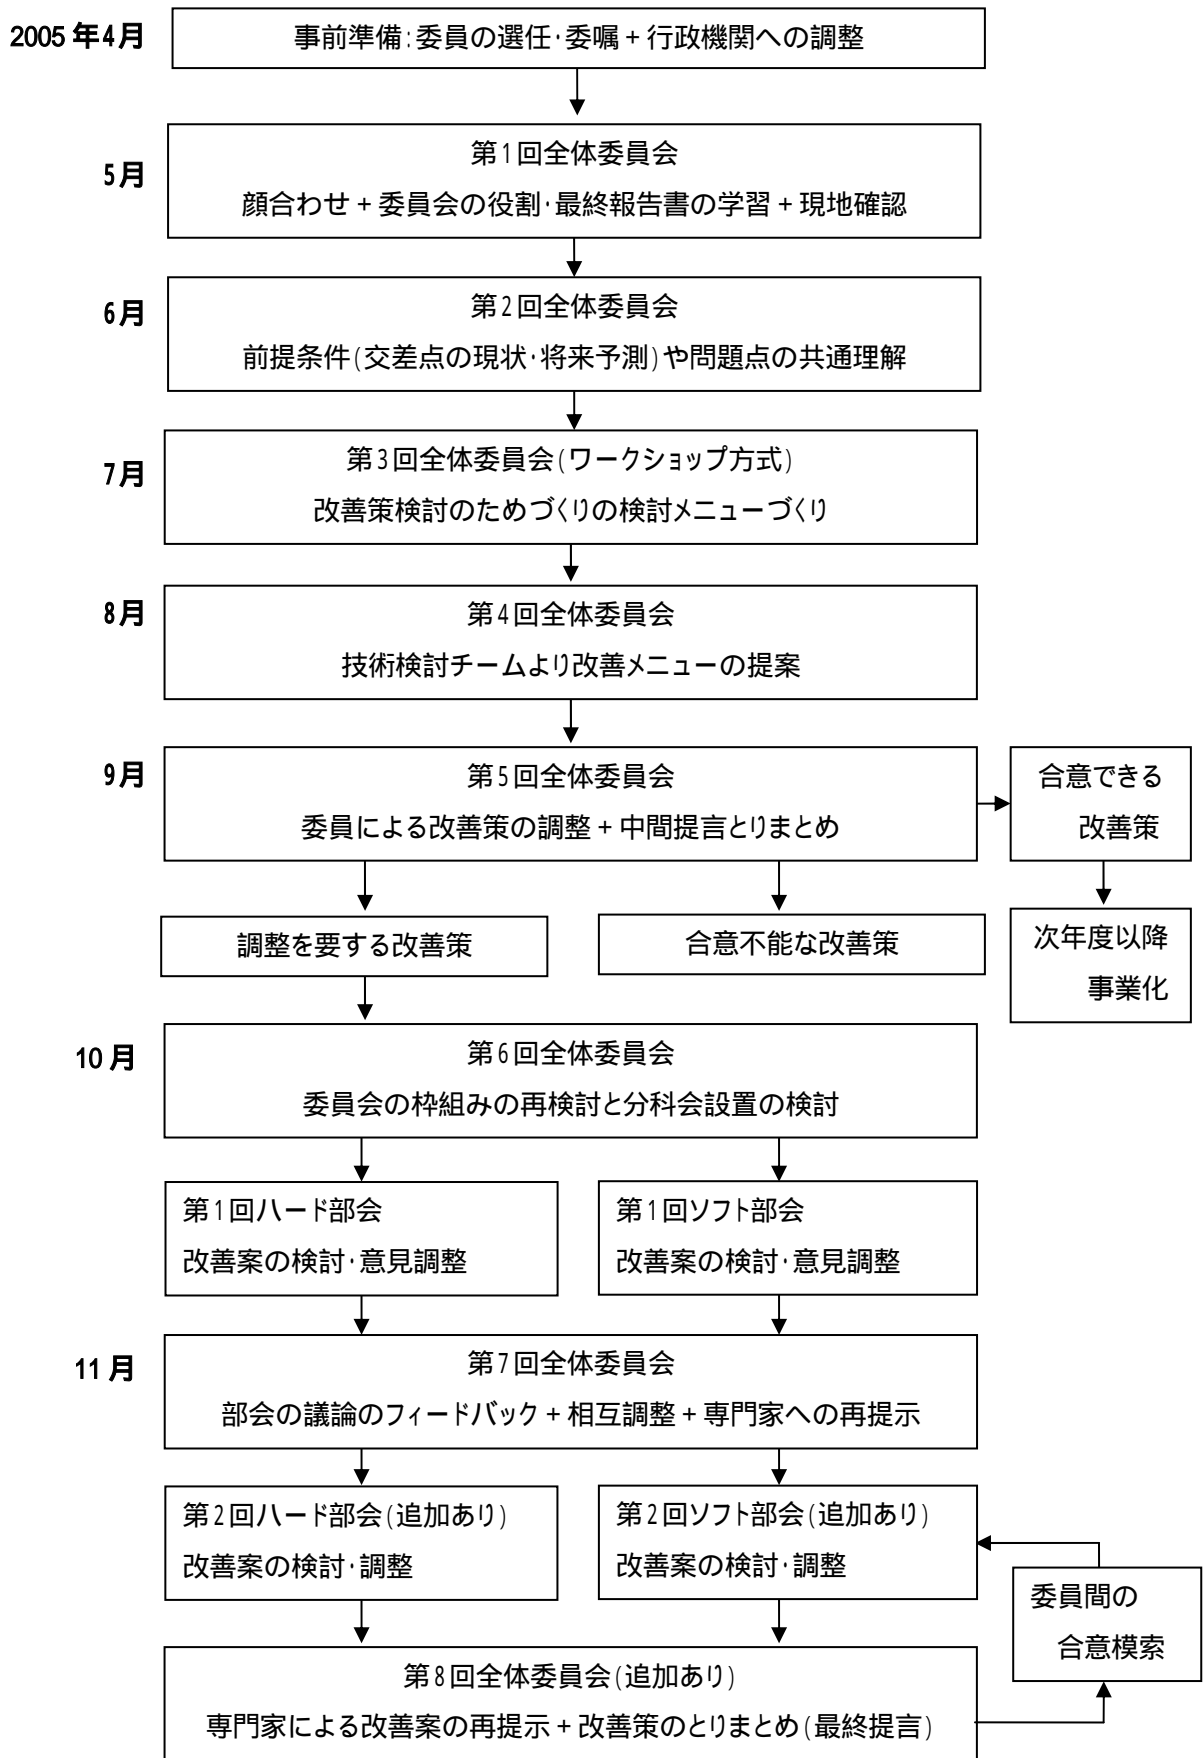 2005年4月
事前準備:委員の選任・委嘱+行政機関への調整
5月
第1回全体委員会
顔合わせ+委員会の役割・最終報告書の学習+現地確認
6月
第2回全体委員会
前提条件(交差点の現状・将来予測)や問題点の共通理解
7月
第3回全体委員会(ワークショップ方式)
改善策検討のためづくりの検討メニューづくり
8月
第4回全体委員会
技術検討チームより改善メニューの提案
9月
第5回全体委員会
委員による改善策の調整+中間提言とりまとめ
合意できる
改善策
調整を要する改善策
合意不能な改善策
次年度以降
事業化
10月
第6回全体委員会
委員会の枠組みの再検討と分科会設置の検討
第1回ハード部会
改善案の検討・意見調整
第1回ソフト部会
改善案の検討・意見調整
11月
第7回全体委員会
部会の議論のフィードバック+相互調整+専門家への再提示
第2回ハード部会(追加あり)
改善案の検討・調整
第2回ソフト部会(追加あり)
改善案の検討・調整
委員間の
合意模索
第8回全体委員会(追加あり)
専門家による改善案の再提示+改善策のとりまとめ(最終提言)